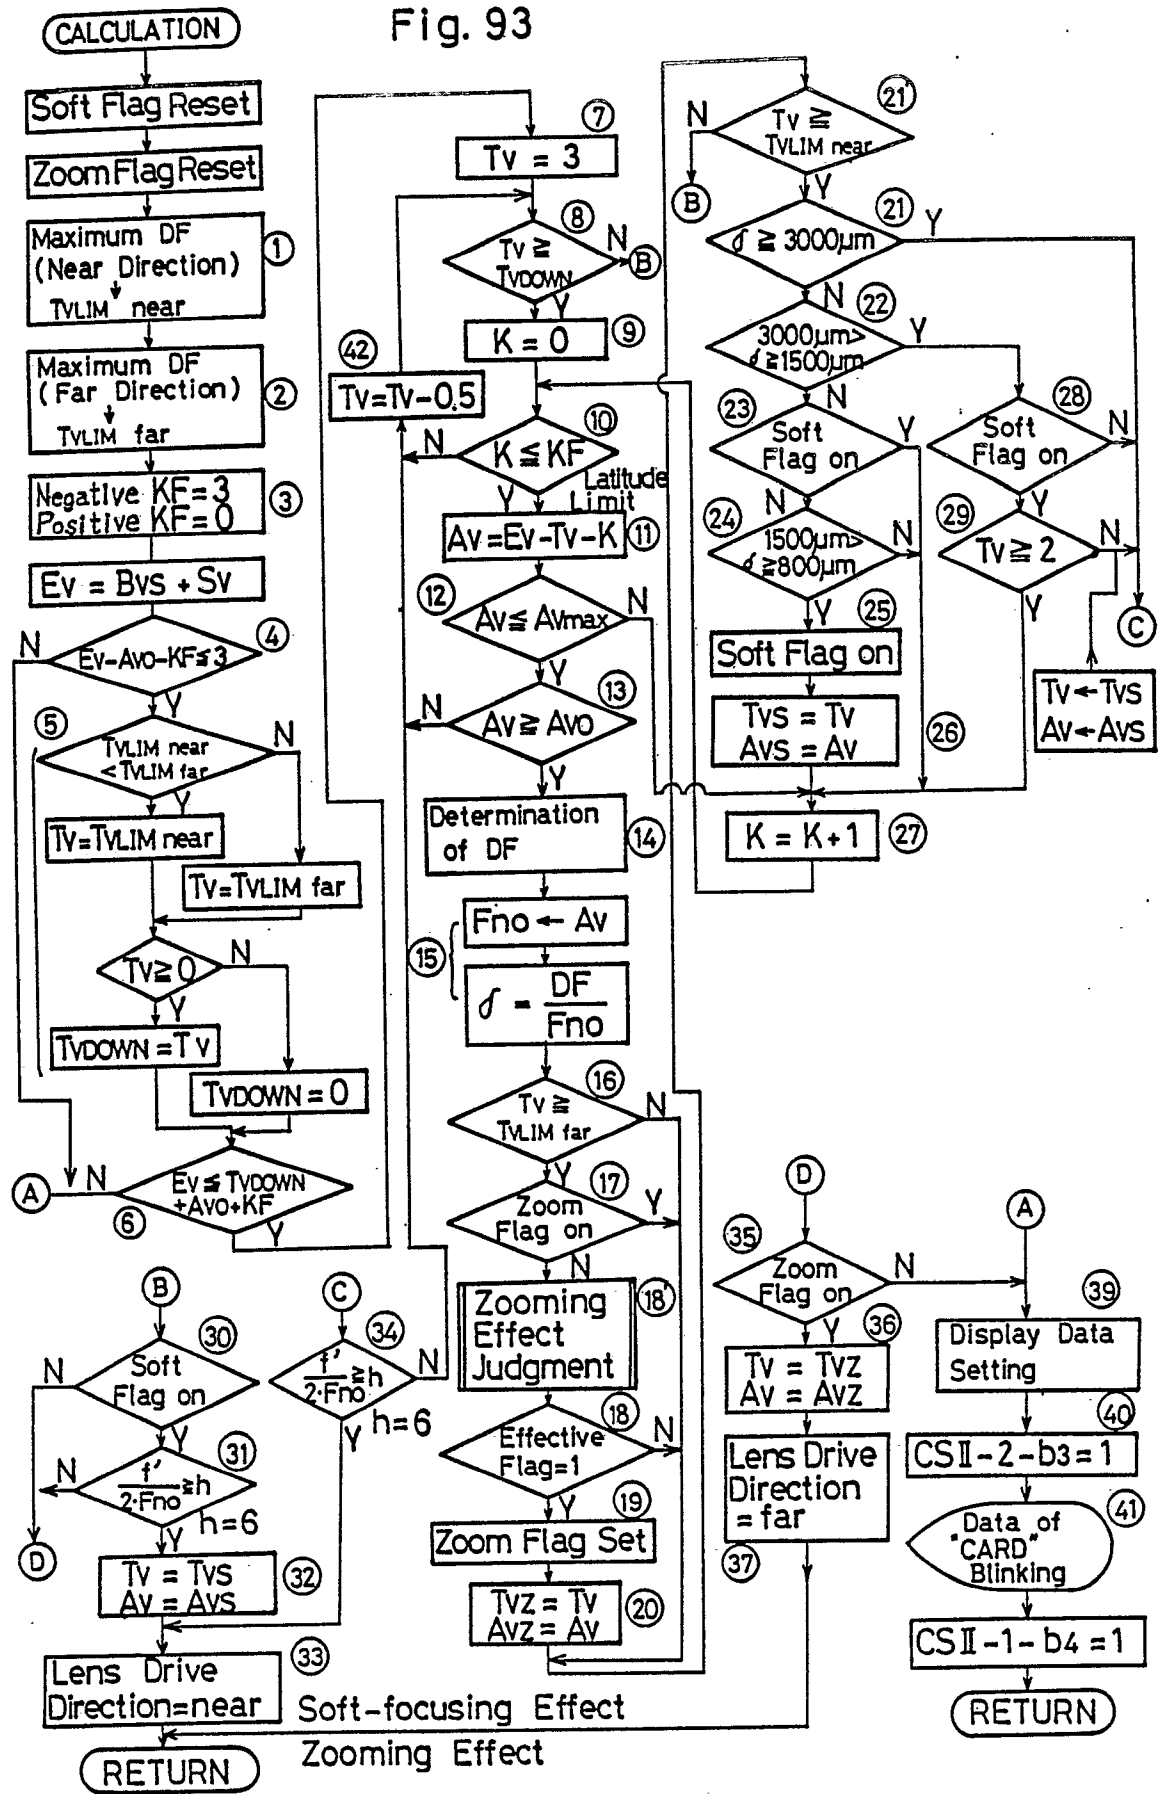 Fig. 93
CALCULATION
Soft Flag Reset
Zoom Flag Reset
Maximum DF
(Near Direction)
TVLIM near
①
Maximum DF
(Far Direction)
TVLIM far
②
Negative KF=3
Positive KF=0
③
Ev = Bvs + Sv
Ev-Avo-KF≦3
④
N
Y
⑤
TVLIM near
<TVLIM far
N
Y
Tv=TVLIM near
Tv=TVLIM far
Tv≧0
N
Y
TVDOWN=Tv
TVDOWN=0
A
N
Ev≦TVDOWN
+Avo+KF
⑥
Y
B
Soft
Flag on
㉚
N
Y
f'
2·Fno
≧h
㉛
N
h=6
Y
D
Tv = Tvs
Av = Avs
㉜
Lens Drive
Direction=near
㉝
RETURN
C
㉞
f'
2·Fno
≧h
N
Y
h=6
Soft-focusing Effect
Zooming Effect
⑦
Tv = 3
⑧
Tv ≧
TVDOWN
N
B
Y
K = 0
⑨
㊷
Tv=Tv-0.5
⑩
K≦KF
N
Latitude
Limit
Y
Av=Ev-Tv-K
⑪
⑫
Av≦Avmax
N
Y
⑬
Av≧Avo
N
Y
Determination
of DF
⑭
Fno ← Av
⑮
δ = DF
Fno
⑯
Tv ≧
TVLIM far
N
Y
⑰
Zoom
Flag on
Y
N
Zooming
Effect
Judgment
⑱'
⑱
Effective
Flag=1
N
Y
⑲
Zoom Flag Set
Tvz = Tv
Avz = Av
⑳
㉑'
Tv ≧
TVLIM near
N
B
Y
㉑
δ ≧ 3000μm
Y
N
㉒
3000μm>
δ≧1500μm
Y
N
㉓
Soft
Flag on
Y
N
㉔
1500μm>
δ≧800μm
N
Y
㉕
Soft Flag on
Tvs = Tv
Avs = Av
㉖
K = K+1
㉗
㉘
Soft
Flag on
N
Y
㉙
Tv≧2
N
Y
C
Tv←Tvs
Av←Avs
D
㉟
Zoom
Flag on
N
Y
㊱
Tv = Tvz
Av = Avz
Lens Drive
Direction
= far
㊲
A
㊴
Display Data
Setting
㊵
CSⅡ-2-b3=1
㊶
Data of
"CARD"
Blinking
CSⅡ-1-b4=1
RETURN